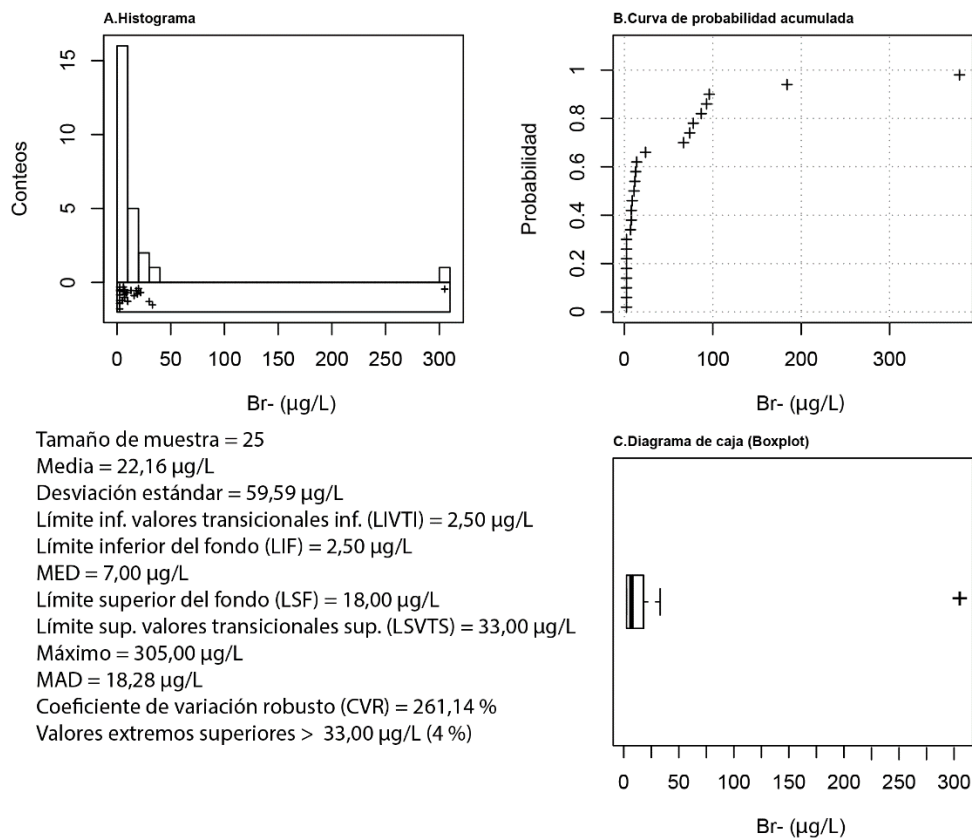 A.Histograma
Conteos
0 5 10 15
0 50 100 150 200 250 300
Br- (µg/L)
B.Curva de probabilidad acumulada
Probabilidad
0 0.2 0.4 0.6 0.8 1
0 100 200 300
Br- (µg/L)
Tamaño de muestra = 25
Media = 22,16 µg/L
Desviación estándar = 59,59 µg/L
Límite inf. valores transicionales inf. (LIVTI) = 2,50 µg/L
Límite inferior del fondo (LIF) = 2,50 µg/L
MED = 7,00 µg/L
Límite superior del fondo (LSF) = 18,00 µg/L
Límite sup. valores transicionales sup. (LSVTS) = 33,00 µg/L
Máximo = 305,00 µg/L
MAD = 18,28 µg/L
Coeficiente de variación robusto (CVR) = 261,14 %
Valores extremos superiores > 33,00 µg/L (4 %)
C.Diagrama de caja (Boxplot)
0 50 100 150 200 250 300
Br- (µg/L)